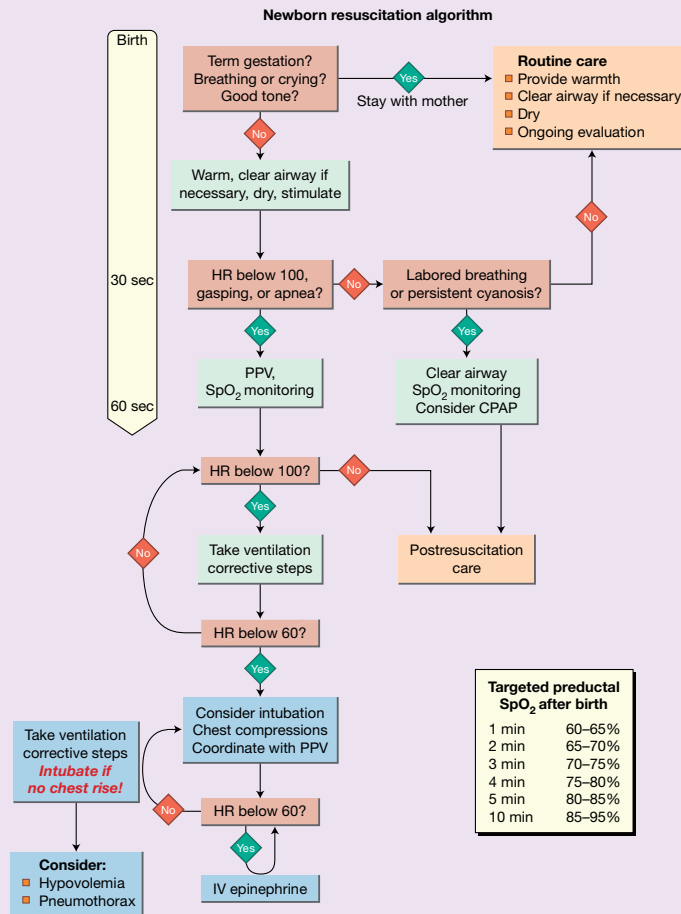 Newborn resuscitation algorithm
Birth
30 sec
60 sec
Term gestation?
Breathing or crying?
Good tone?
Yes
Stay with mother
Routine care
Provide warmth
Clear airway if necessary
Dry
Ongoing evaluation
No
Warm, clear airway if
necessary, dry, stimulate
No
HR below 100,
gasping, or apnea?
No
Labored breathing
or persistent cyanosis?
Yes
Yes
PPV,
SpO₂ monitoring
Clear airway
SpO₂ monitoring
Consider CPAP
HR below 100?
No
Yes
No
Take ventilation
corrective steps
Postresuscitation
care
HR below 60?
Yes
Consider intubation
Chest compressions
Coordinate with PPV
Take ventilation
corrective steps
Intubate if
no chest rise!
No
HR below 60?
Yes
IV epinephrine
Consider:
Hypovolemia
Pneumothorax
Targeted preductal
SpO₂ after birth
1 min 60–65%
2 min 65–70%
3 min 70–75%
4 min 75–80%
5 min 80–85%
10 min 85–95%